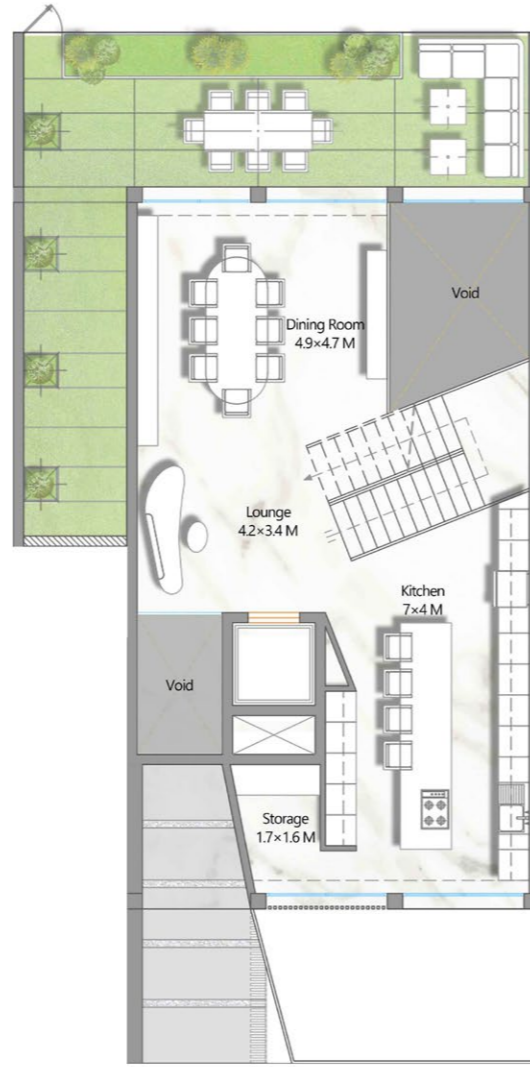 Void
Dining Room
4.9×4.7 M
Lounge
4.2×3.4 M
Kitchen
7×4 M
Void
Storage
1.7×1.6 M